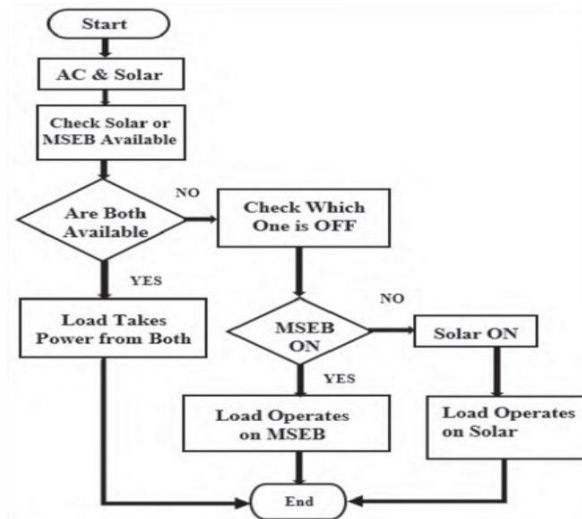 Start
AC & Solar
Check Solar or
MSEB Available
Are Both
Available
NO
Check Which
One is OFF
YES
Load Takes
Power from Both
MSEB
ON
NO
Solar ON
YES
Load Operates
on MSEB
Load Operates
on Solar
End